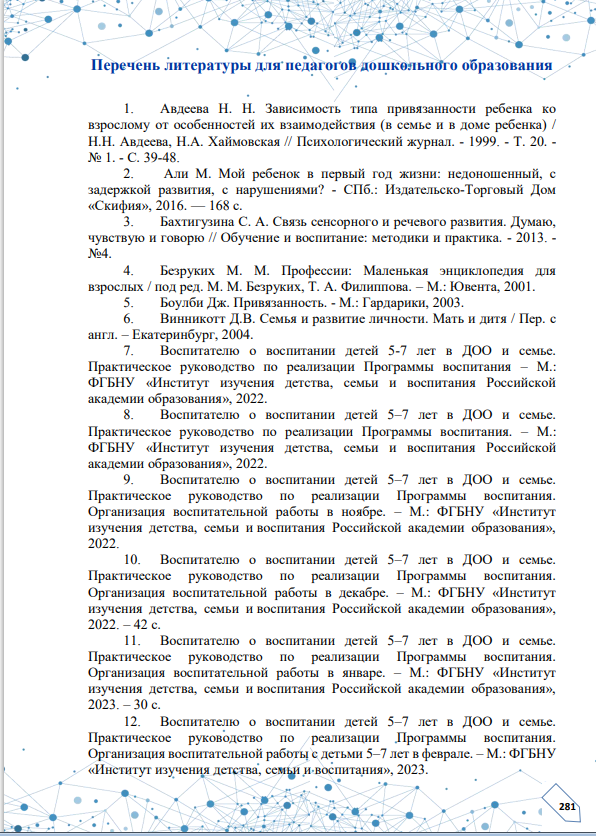 Перечень литературы для педагогов дошкольного образования
1. Авдеева Н. Н. Зависимость типа привязанности ребенка ко
взрослому от особенностей их взаимодействия (в семье и в доме ребенка) /
Н.Н. Авдеева, Н.А. Хаймовская // Психологический журнал. - 1999. - Т. 20. -
№ 1. - С. 39-48.
2. Али М. Мой ребенок в первый год жизни: недоношенный, с
задержкой развития, с нарушениями? - СПб.: Издательско-Торговый Дом
«Скифия», 2016. — 168 с.
3. Бахтигузина С. А. Связь сенсорного и речевого развития. Думаю,
чувствую и говорю // Обучение и воспитание: методики и практика. - 2013. -
№4.
4. Безруких М. М. Профессии: Маленькая энциклопедия для
взрослых / под ред. М. М. Безруких, Т. А. Филиппова. – М.: Ювента, 2001.
5. Боулби Дж. Привязанность. - М.: Гардарики, 2003.
6. Винникотт Д.В. Семья и развитие личности. Мать и дитя / Пер. с
англ. – Екатеринбург, 2004.
7. Воспитателю о воспитании детей 5-7 лет в ДОО и семье.
Практическое руководство по реализации Программы воспитания – М.:
ФГБНУ «Институт изучения детства, семьи и воспитания Российской
академии образования», 2022.
8. Воспитателю о воспитании детей 5–7 лет в ДОО и семье.
Практическое руководство по реализации Программы воспитания. – М.:
ФГБНУ «Институт изучения детства, семьи и воспитания Российской
академии образования», 2022.
9. Воспитателю о воспитании детей 5–7 лет в ДОО и семье.
Практическое руководство по реализации Программы воспитания.
Организация воспитательной работы в ноябре. – М.: ФГБНУ «Институт
изучения детства, семьи и воспитания Российской академии образования»,
2022.
10. Воспитателю о воспитании детей 5–7 лет в ДОО и семье.
Практическое руководство по реализации Программы воспитания.
Организация воспитательной работы в декабре. – М.: ФГБНУ «Институт
изучения детства, семьи и воспитания Российской академии образования»,
2022. – 42 с.
11. Воспитателю о воспитании детей 5–7 лет в ДОО и семье.
Практическое руководство по реализации Программы воспитания.
Организация воспитательной работы в январе. – М.: ФГБНУ «Институт
изучения детства, семьи и воспитания Российской академии образования»,
2023. – 30 с.
12. Воспитателю о воспитании детей 5–7 лет в ДОО и семье.
Практическое руководство по реализации Программы воспитания.
Организация воспитательной работы с детьми 5–7 лет в феврале. – М.: ФГБНУ
«Институт изучения детства, семьи и воспитания», 2023.
281